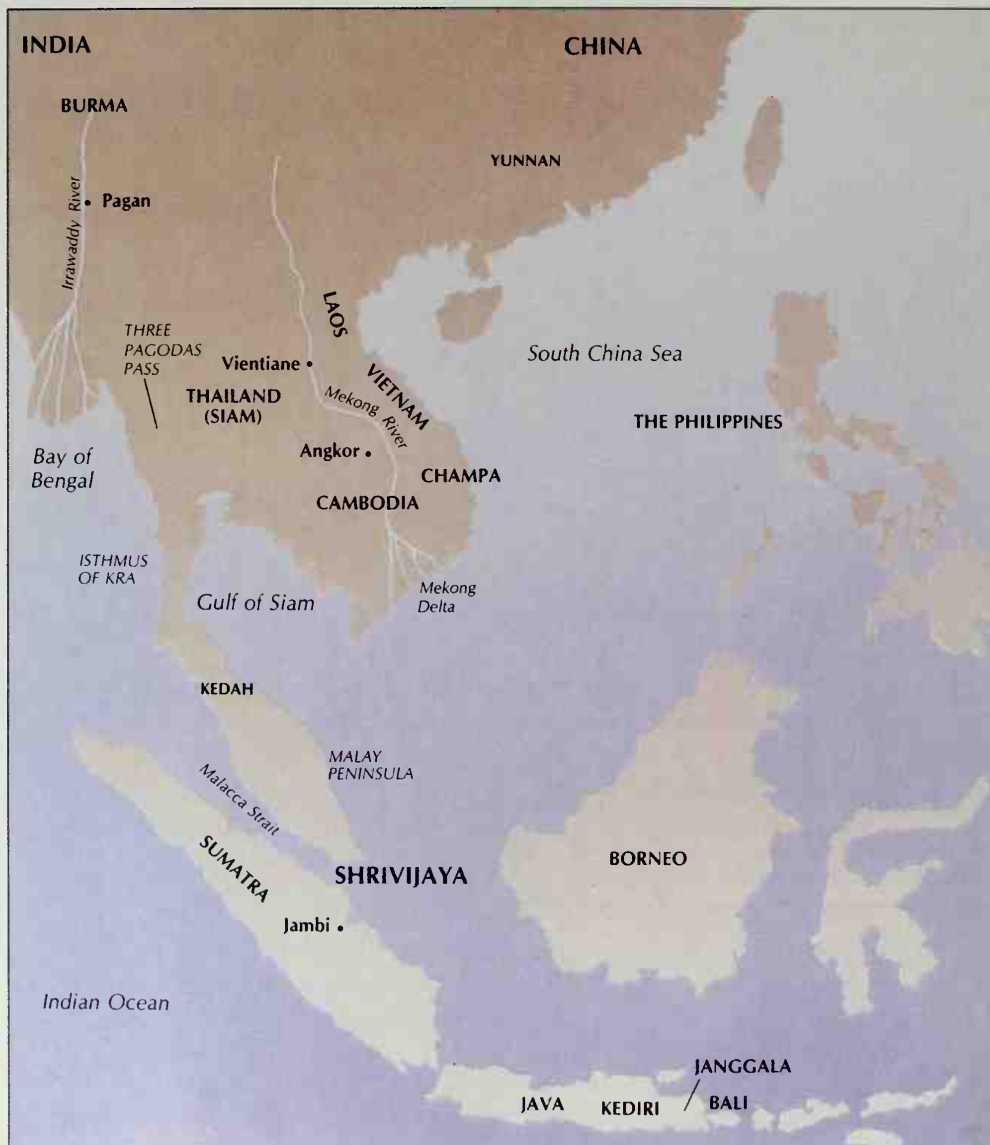 INDIA
CHINA
BURMA
YUNNAN
Pagan
Irrawaddy River
LAOS
THREE
PAGODAS
PASS
South China Sea
Vientiane
VIETNAM
THAILAND
(SIAM)
Mekong River
THE PHILIPPINES
Bay of
Bengal
Angkor
CHAMPA
CAMBODIA
ISTHMUS
OF KRA
Gulf of Siam
Mekong
Delta
KEDAH
MALAY
PENINSULA
Malacca Strait
SUMATRA
BORNEO
SHRIVIJAYA
Jambi
Indian Ocean
JANGGALA
JAVA
KEDIRI
BALI